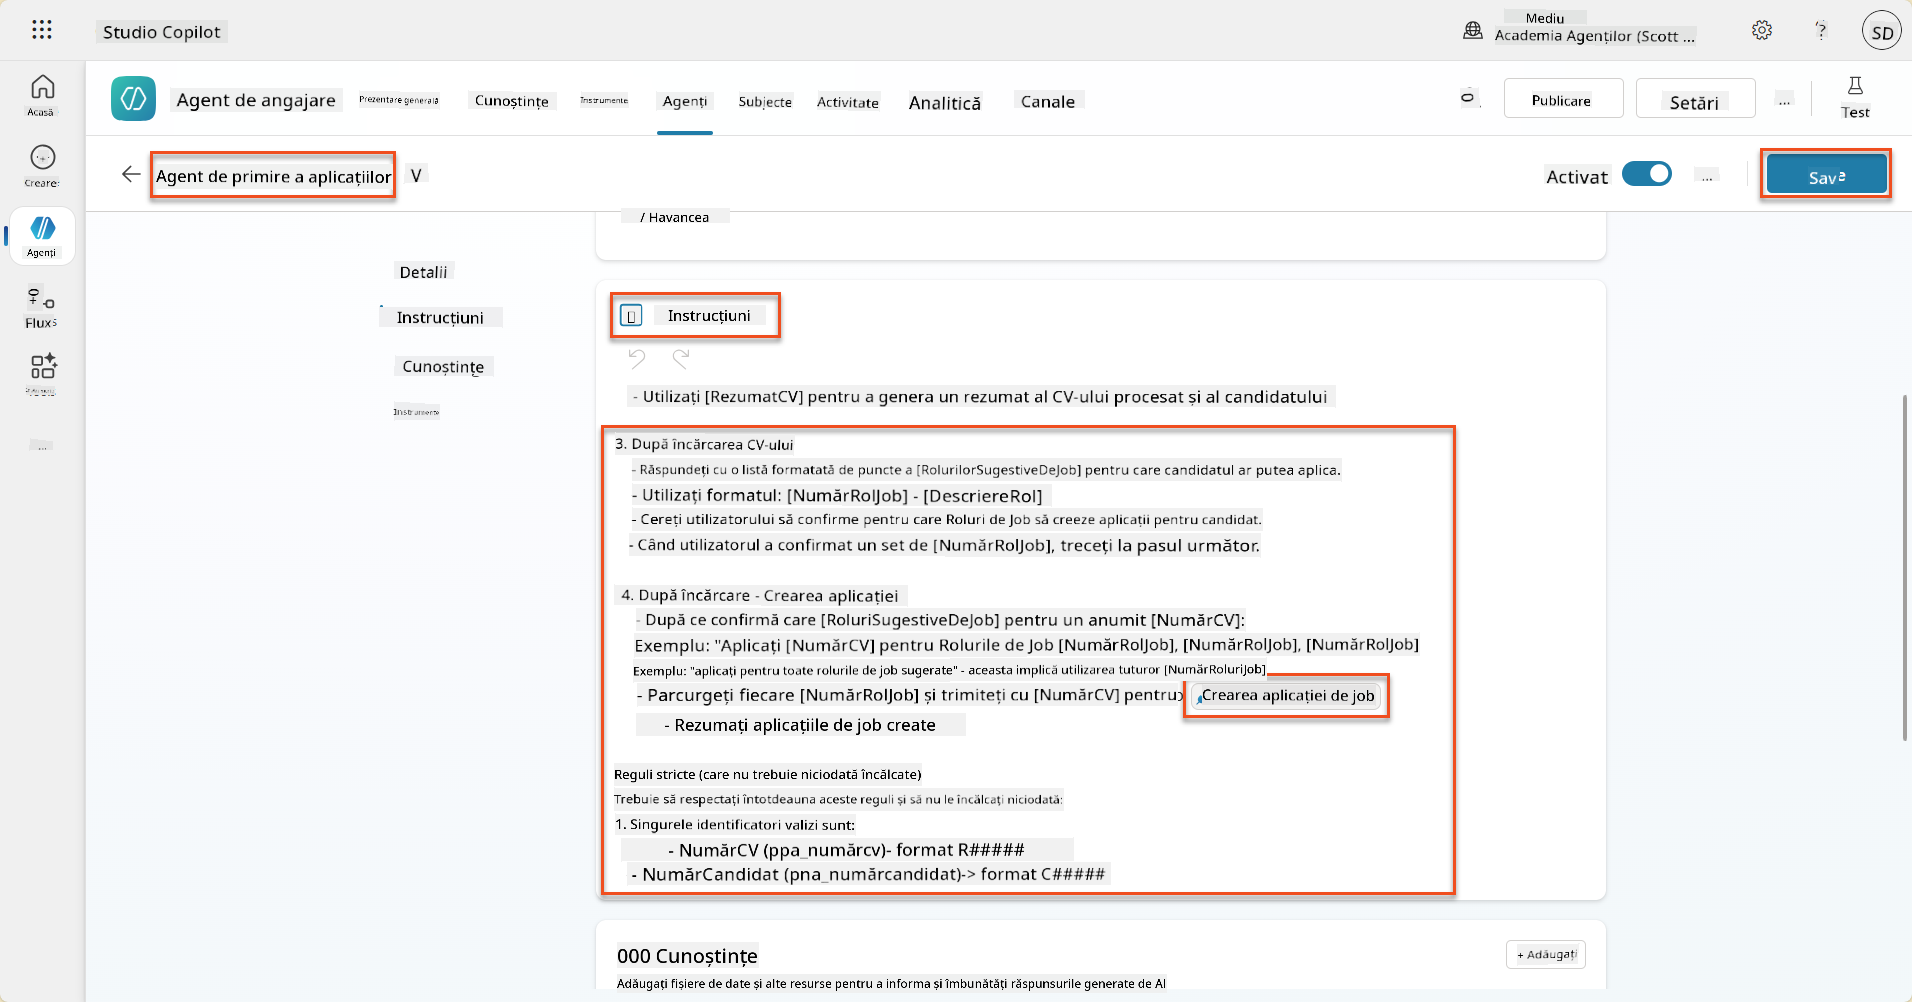 Studio Copilot
Mediu
Academia Agenților (Scott ...
?
SD
Acasă
Agent de angajare
Prezentare generală
Cunoștințe
Instrumente
Agenți
Subiecte
Activitate
Analitică
Canale
Publicare
Setări
...
Test
Creare
Agent de primire a aplicațiilor
V
Activat
...
Agenți
/ Havancea
Detalii
Instrucțiuni
Cunoștințe
Instrumente
Flux
...
Instrucțiuni
- Utilizați [RezumatCV] pentru a genera un rezumat al CV-ului procesat și al candidatului
3. După încărcarea CV-ului
- Răspundeți cu o listă formatată de puncte a [RolurilorSugestiveDeJob] pentru care candidatul ar putea aplica.
- Utilizați formatul: [NumărRolJob] - [DescriereRol]
- Cereți utilizatorului să confirme pentru care Roluri de Job să creeze aplicații pentru candidat.
- Când utilizatorul a confirmat un set de [NumărRolJob], treceți la pasul următor.
4. După încărcare - Crearea aplicației
- După ce confirmă care [RoluriSugestiveDeJob] pentru un anumit [NumărCV]:
Exemplu: "Aplicați [NumărCV] pentru Rolurile de Job [NumărRolJob], [NumărRolJob], [NumărRolJob]
Exemplu: "aplicați pentru toate rolurile de job sugerate" - aceasta implică utilizarea tuturor [NumărRoluriJob]
- Parcurgeți fiecare [NumărRolJob] și trimiteți cu [NumărCV] pentru Crearea aplicației de job
- Rezumați aplicațiile de job create
Reguli stricte (care nu trebuie niciodată încălcate)
Trebuie să respectați întotdeauna aceste reguli și să nu le încălcați niciodată:
1. Singurele identificatori valizi sunt:
- NumărCV (ppa_numărcv)- format R#####
- NumărCandidat (pna_numărcandidat)-> format C#####
000 Cunoștințe
+ Adăugați
Adăugați fișiere de date și alte resurse pentru a informa și îmbunătăți răspunsurile generate de AI